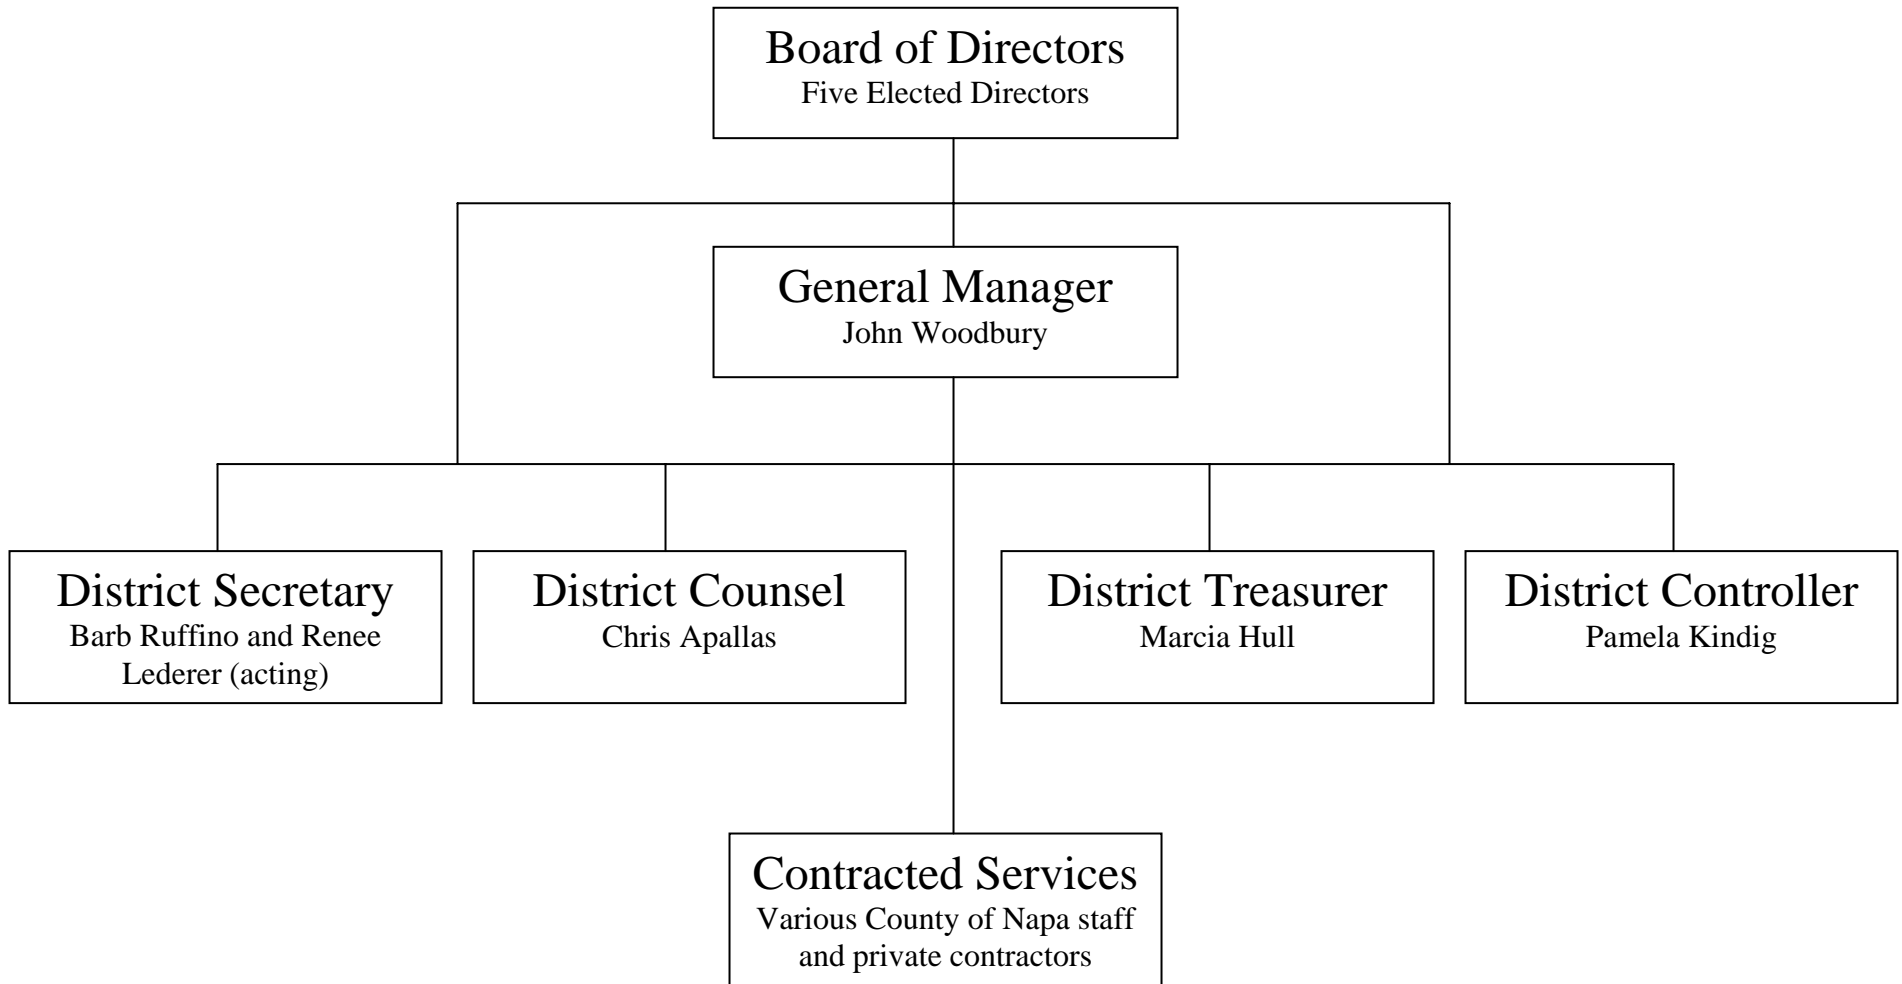 Board of Directors
Five Elected Directors
General Manager
John Woodbury
District Secretary
Barb Ruffino and Renee
Lederer (acting)
District Counsel
Chris Apallas
District Treasurer
Marcia Hull
District Controller
Pamela Kindig
Contracted Services
Various County of Napa staff
and private contractors